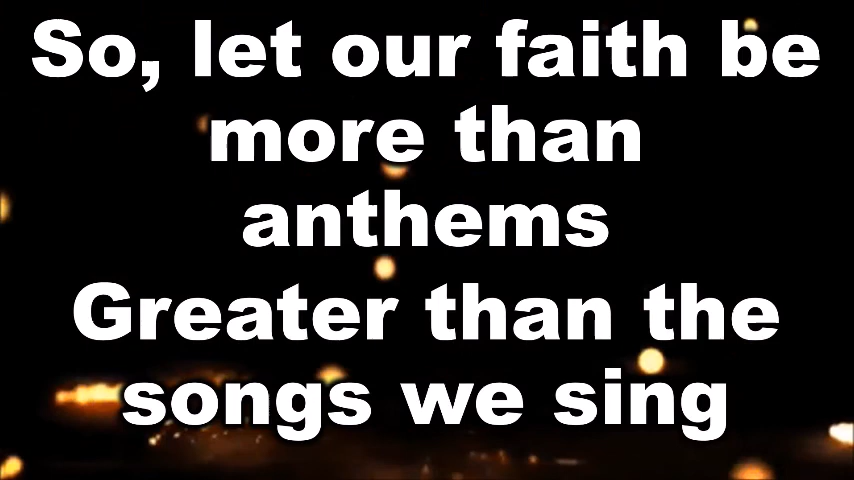 So, let our faith be
more than
anthems
Greater than the
songs we sing